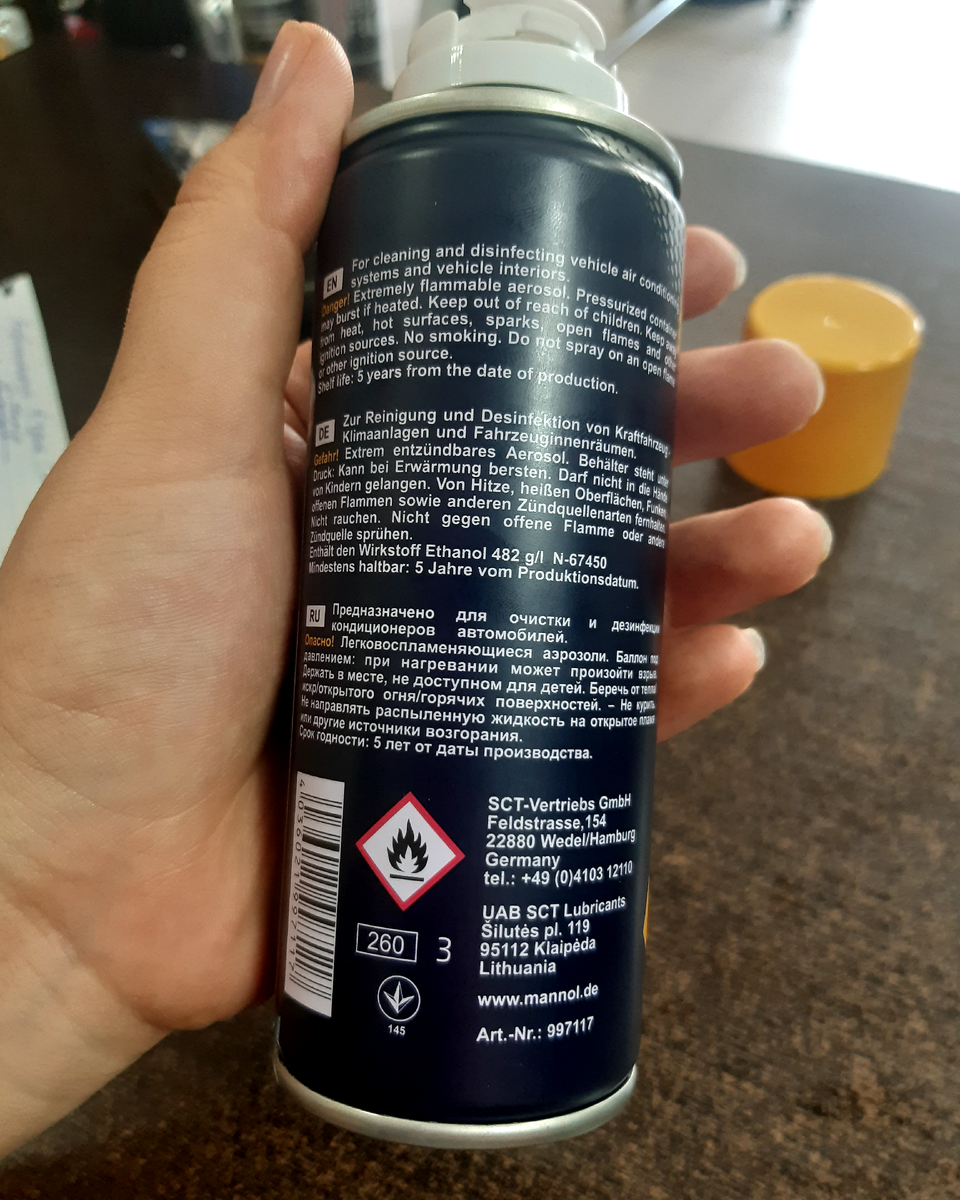 EN
For cleaning and disinfecting vehicle air conditioning
systems and vehicle interiors.
Danger! Extremely flammable aerosol. Pressurized container
may burst if heated. Keep out of reach of children. Keep away
from heat, hot surfaces, sparks, open flames and other
ignition sources. No smoking. Do not spray on an open flame
or other ignition source.
Shelf life: 5 years from the date of production.
DE
Zur Reinigung und Desinfektion von Kraftfahrzeug-
Klimaanlagen und Fahrzeuginnenräumen.
Gefahr! Extrem entzündbares Aerosol. Behälter steht unter
Druck: Kann bei Erwärmung bersten. Darf nicht in die Hände
von Kindern gelangen. Von Hitze, heißen Oberflächen, Funken,
offenen Flammen sowie anderen Zündquellenarten fernhalten.
Nicht rauchen. Nicht gegen offene Flamme oder andere
Zündquelle sprühen.
Enthält den Wirkstoff Ethanol 482 g/l N-67450
Mindestens haltbar: 5 Jahre vom Produktionsdatum.
RU
Предназначено для очистки и дезинфекции
кондиционеров автомобилей.
Опасно! Легковоспламеняющиеся аэрозоли. Баллон под
давлением: при нагревании может произойти взрыв.
Держать в месте, не доступном для детей. Беречь от тепла/
искр/открытого огня/горячих поверхностей. – Не курить.
Не направлять распыленную жидкость на открытое пламя
или другие источники возгорания.
Срок годности: 5 лет от даты производства.
4036021997117
SCT-Vertriebs GmbH
Feldstrasse,154
22880 Wedel/Hamburg
Germany
tel.: +49 (0)4103 12110
UAB SCT Lubricants
Šilutės pl. 119
95112 Klaipėda
Lithuania
www.mannol.de
Art.-Nr.: 997117
260
3
145